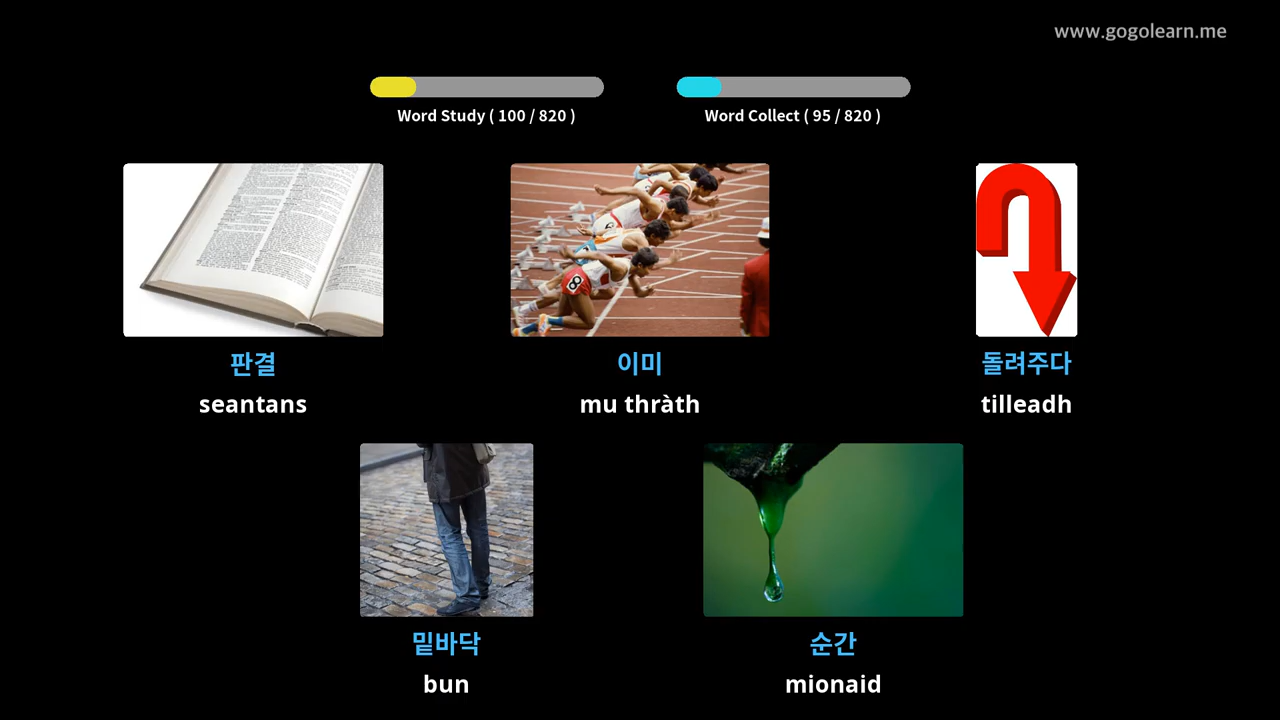 www.gogolearn.me
Word Study ( 100 / 820 )
Word Collect ( 95 / 820 )
판결
seantans
이미
mu thràth
돌려주다
tilleadh
밑바닥
bun
순간
mionaid